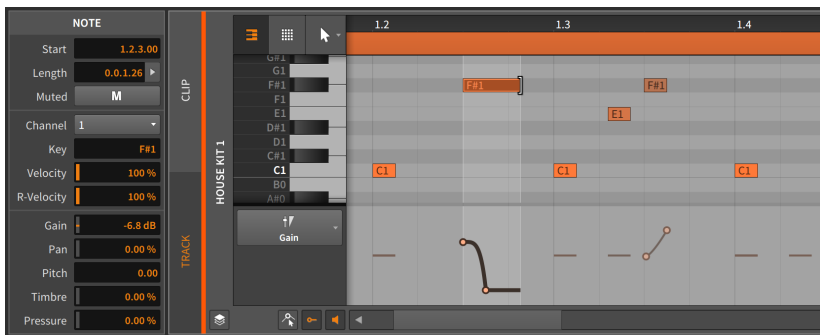 NOTE
Start 1.2.3.00
Length 0.0.1.26
Muted M
Channel 1
Key F#1
Velocity 100 %
R-Velocity 100 %
Gain -6.8 dB
Pan 0.00 %
Pitch 0.00
Timbre 0.00 %
Pressure 0.00 %
CLIP
TRACK
HOUSE KIT 1
1.2 1.3 1.4
G#1
G1
F#1 F#1 F#1
F1
E1 E1
D#1
D1
C#1
C1 C1 C1 C1
B0
A#0
Gain